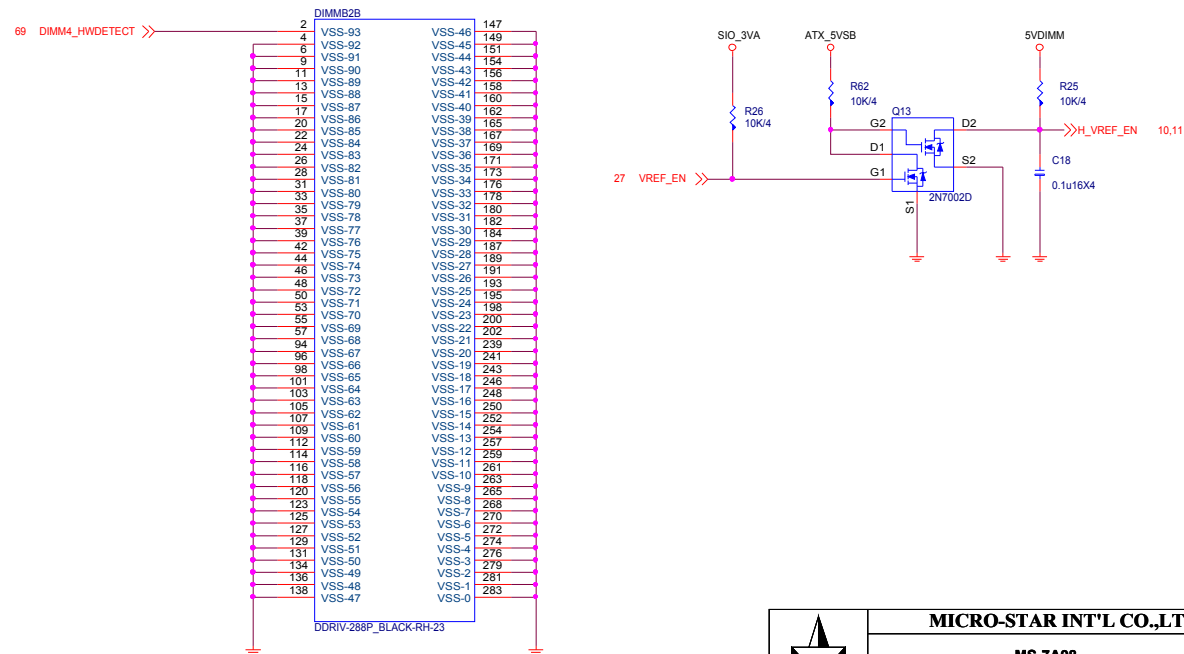 DIMMB2B
69 DIMM4_HWDETECT
2 VSS-93 VSS-46 147
4 VSS-92 VSS-45 149
6 VSS-91 VSS-44 151
9 VSS-90 VSS-43 154
11 VSS-89 VSS-42 156
13 VSS-88 VSS-41 158
15 VSS-87 VSS-40 160
17 VSS-86 VSS-39 162
20 VSS-85 VSS-38 165
22 VSS-84 VSS-37 167
24 VSS-83 VSS-36 169
26 VSS-82 VSS-35 171
28 VSS-81 VSS-34 173
31 VSS-80 VSS-33 176
33 VSS-79 VSS-32 178
35 VSS-78 VSS-31 180
37 VSS-77 VSS-30 182
39 VSS-76 VSS-29 184
42 VSS-75 VSS-28 187
44 VSS-74 VSS-27 189
46 VSS-73 VSS-26 191
48 VSS-72 VSS-25 193
50 VSS-71 VSS-24 195
53 VSS-70 VSS-23 198
55 VSS-69 VSS-22 200
57 VSS-68 VSS-21 202
94 VSS-67 VSS-20 239
96 VSS-66 VSS-19 241
98 VSS-65 VSS-18 243
101 VSS-64 VSS-17 246
103 VSS-63 VSS-16 248
105 VSS-62 VSS-15 250
107 VSS-61 VSS-14 252
109 VSS-60 VSS-13 254
112 VSS-59 VSS-12 257
114 VSS-58 VSS-11 259
116 VSS-57 VSS-10 261
118 VSS-56 VSS-9 263
120 VSS-55 VSS-8 265
123 VSS-54 VSS-7 268
125 VSS-53 VSS-6 270
127 VSS-52 VSS-5 272
129 VSS-51 VSS-4 274
131 VSS-50 VSS-3 276
134 VSS-49 VSS-2 279
136 VSS-48 VSS-1 281
138 VSS-47 VSS-0 283
DDRIV-288P_BLACK-RH-23
SIO_3VA ATX_5VSB 5VDIMM
R62
10K/4
R25
10K/4
R26
10K/4
Q13
G2 D2
H_VREF_EN 10,11
D1 S2
G1
27 VREF_EN
S1
2N7002D
C18
0.1u16X4
MICRO-STAR INT'L CO.,LT